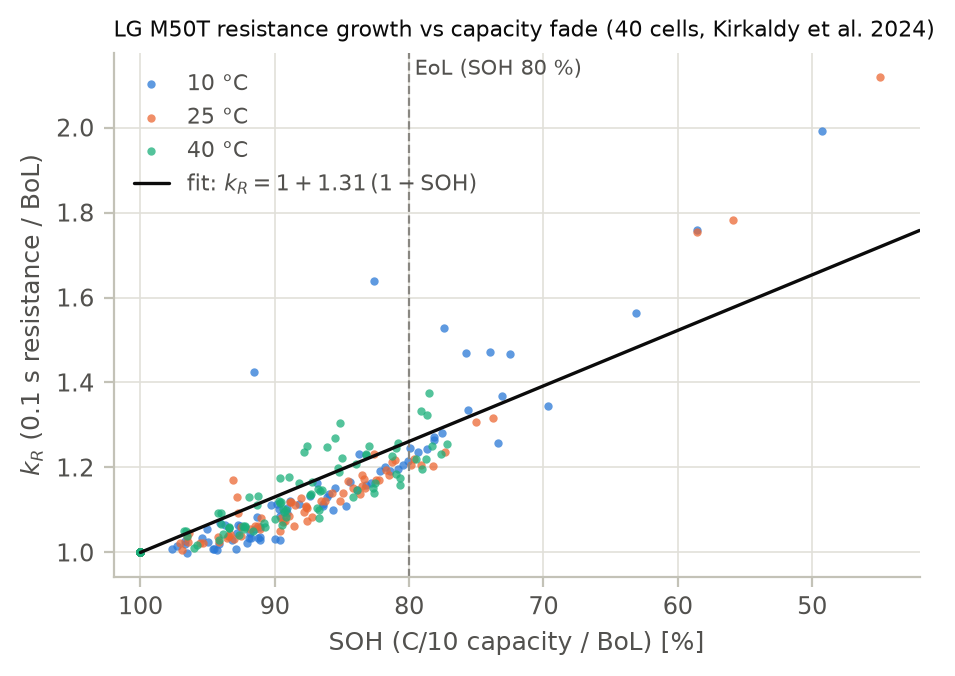 LG M50T resistance growth vs capacity fade (40 cells, Kirkaldy et al. 2024)
EoL (SOH 80 %)
10 °C
25 °C
40 °C
fit: k_R = 1 + 1.31 (1 − SOH)
k_R (0.1 s resistance / BoL)
2.0
1.8
1.6
1.4
1.2
1.0
100 90 80 70 60 50
SOH (C/10 capacity / BoL) [%]